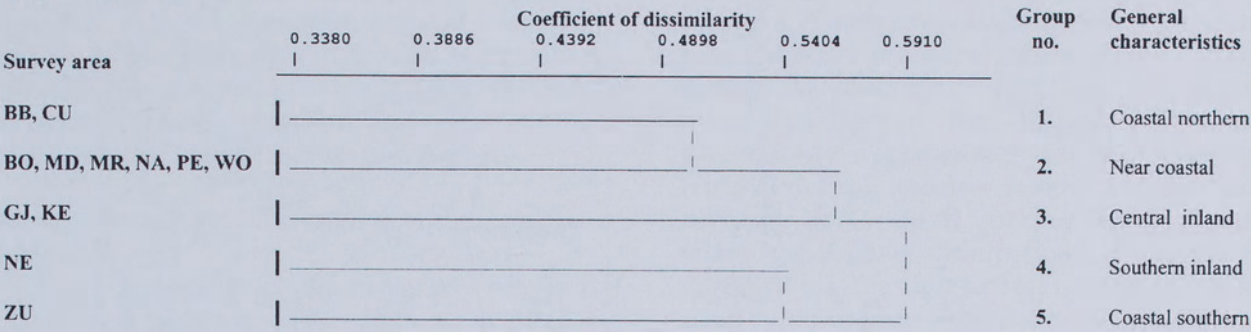 Coefficient of dissimilarity Group General
0.3380 0.3886 0.4392 0.4898 0.5404 0.5910 no. characteristics
Survey area
BB, CU 1. Coastal northern
BO, MD, MR, NA, PE, WO 2. Near coastal
GJ, KE 3. Central inland
NE 4. Southern inland
ZU 5. Coastal southern